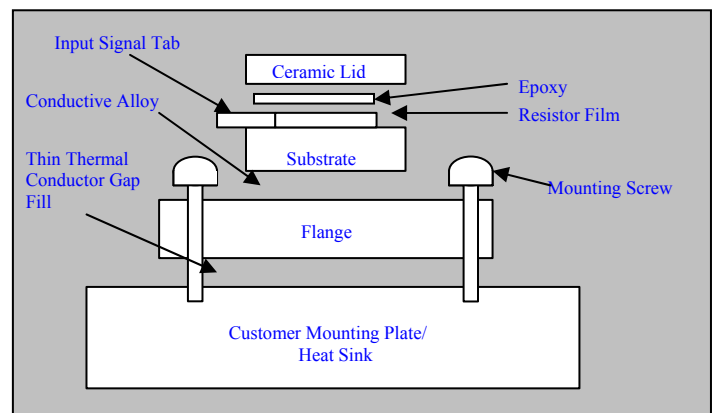 Input Signal Tab
Ceramic Lid
Epoxy
Conductive Alloy
Resistor Film
Thin Thermal
Conductor Gap
Fill
Substrate
Mounting Screw
Flange
Customer Mounting Plate/
Heat Sink